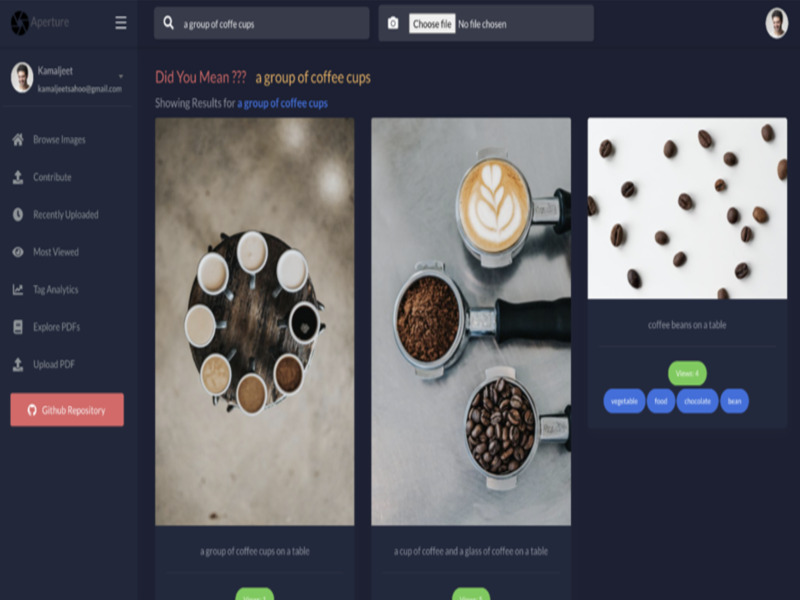 Aperture
a group of coffe cups
Choose file No file chosen
Kamaljeet
kamaljeetsahoo@gmail.com
Did You Mean ??? a group of coffee cups
Showing Results for a group of coffee cups
Browse Images
Contribute
Recently Uploaded
Most Viewed
Tag Analytics
Explore PDFs
Upload PDF
Github Repository
a group of coffee cups on a table
a cup of coffee and a glass of coffee on a table
coffee beans on a table
Views 4
vegetable food chocolate bean